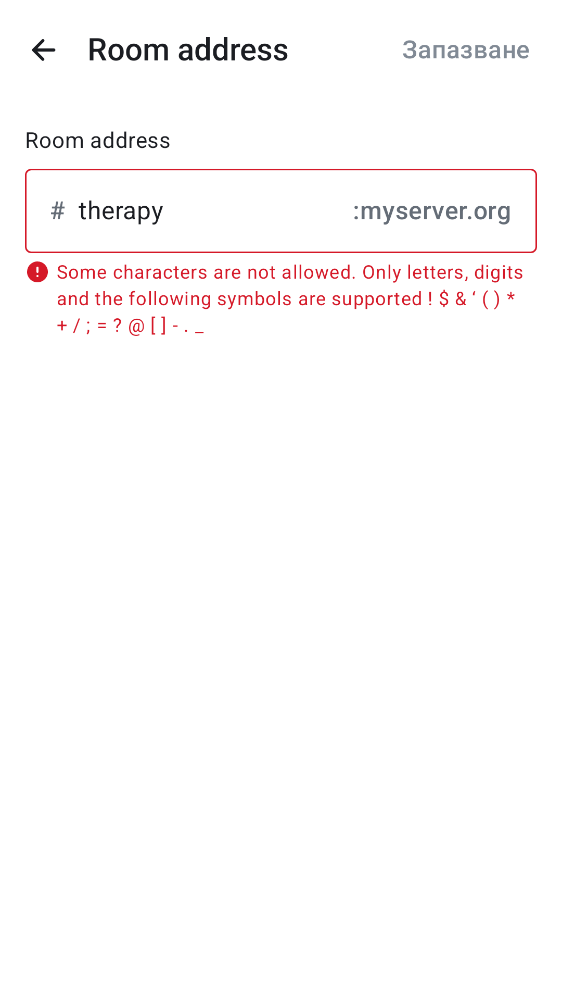 Room address
Запазване
Room address
# therapy :myserver.org
Some characters are not allowed. Only letters, digits
and the following symbols are supported ! $ & ‘ ( ) *
+ / ; = ? @ [ ] - . _